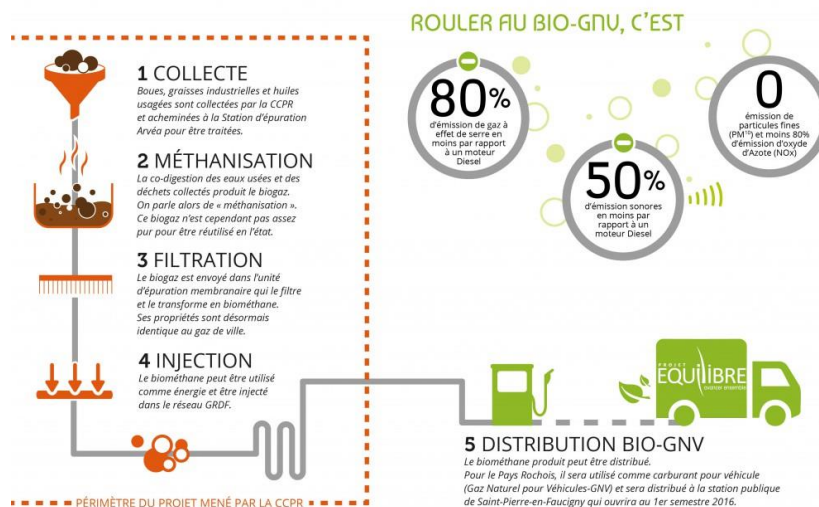 ROULER AU BIO-GNV, C'EST
1 COLLECTE
Boues, graisses industrielles et huiles
usagées sont collectées par la CCPR
et acheminées à la Station d'épuration
Arvéa pour être traitées.
2 MÉTHANISATION
La co-digestion des eaux usées et des
déchets collectés produit le biogaz.
On parle alors de « méthanisation ».
Ce biogaz n'est cependant pas assez
pur pour être réutilisé en l'état.
3 FILTRATION
Le biogaz est envoyé dans l'unité
d'épuration membranaire qui le filtre
et le transforme en biométhane.
Ses propriétés sont désormais
identique au gaz de ville.
4 INJECTION
Le biométhane peut être utilisé
comme énergie et être injecté
dans le réseau GRDF.
PÉRIMÈTRE DU PROJET MENÉ PAR LA CCPR
80%
d'émission de gaz à
effet de serre en
moins par rapport
à un moteur
Diesel
50%
d'émission sonores
en moins par
rapport à un
moteur Diesel
0
émission de
particules fines
(PM¹⁰) et moins 80%
d'émission d'oxyde
d'Azote (NOx)
PROJET
EQUILIBRE
avancer ensemble
5 DISTRIBUTION BIO-GNV
Le biométhane produit peut être distribué.
Pour le Pays Rochois, il sera utilisé comme carburant pour véhicule
(Gaz Naturel pour Véhicules-GNV) et sera distribué à la station publique
de Saint-Pierre-en-Faucigny qui ouvrira au 1er semestre 2016.